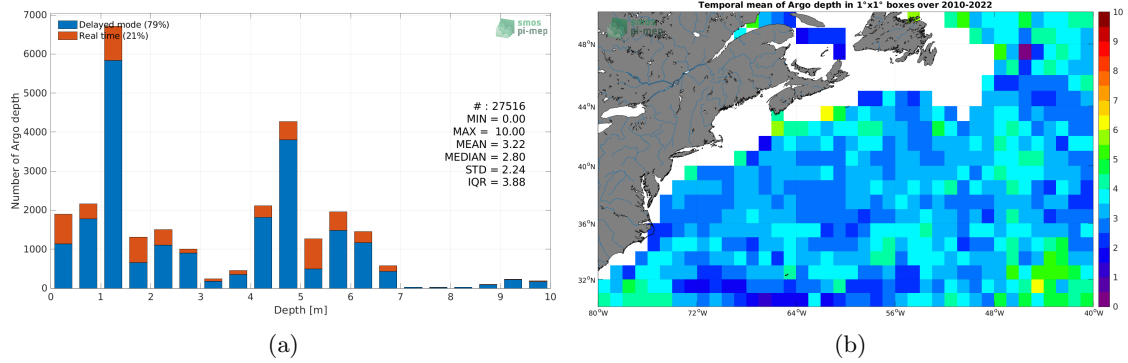 Delayed mode (79%)
Real time (21%)
smos
pi-mep
# : 27516
MIN = 0.00
MAX = 10.00
MEAN = 3.22
MEDIAN = 2.80
STD = 2.24
IQR = 3.88
Number of Argo depth
7000
6000
5000
4000
3000
2000
1000
0
0 1 2 3 4 5 6 7 8 9 10
Depth [m]
(a)
Temporal mean of Argo depth in 1°x1° boxes over 2010-2022
smos
pi-mep
48°N
44°N
40°N
36°N
32°N
80°W 72°W 64°W 56°W 48°W 40°W
10
9
8
7
6
5
4
3
2
1
0
(b)